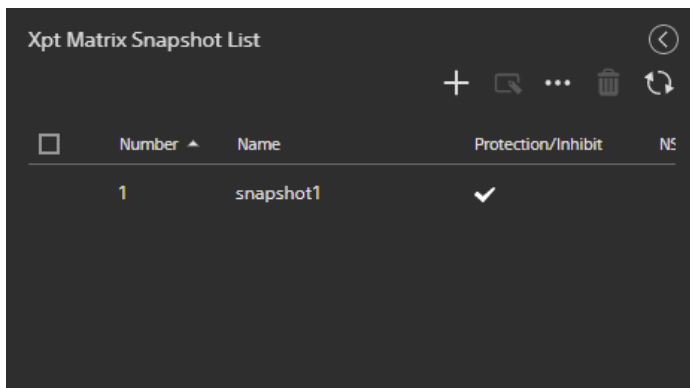 Xpt Matrix Snapshot List
Number Name Protection/Inhibit
1 snapshot1